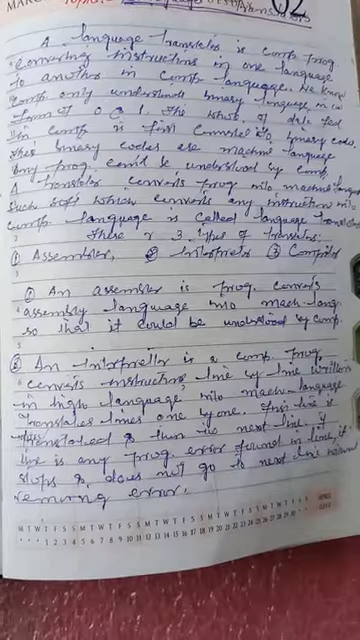 MARCH
02
A language translator is comp. prog.
converting instructions in one language
to another in comp language. We know
comp only understand binary language in
form of 0 & 1. The whole of data fed
in comp is first converted into binary code.
these binary codes are machine language
Any prog. could be understood by comp.
A translator converts prog into machine language
such soft which converts any instruction into
comp language is called language translator
There r 3 types of translator.
① Assembler, ② Interpreter ③ Compiler
① An assembler is prog. converts
assembly language into mach. lang.
so that it could be understood by comp.
② An interpreter is a comp. prog
converts instructions line by line written
in high language into mach-language
Translates lines one by one. First line is
translated & then the next line. if
there is any prog. error found in line, it
stops & does not go to next line without
removing error.
M T W T F S S M T W T F S S M T W T F S S M T W T F S S M T W T F S S
1 2 3 4 5 6 7 8 9 10 11 12 13 14 15 16 17 18 19 20 21 22 23 24 25 26 27 28 29 30